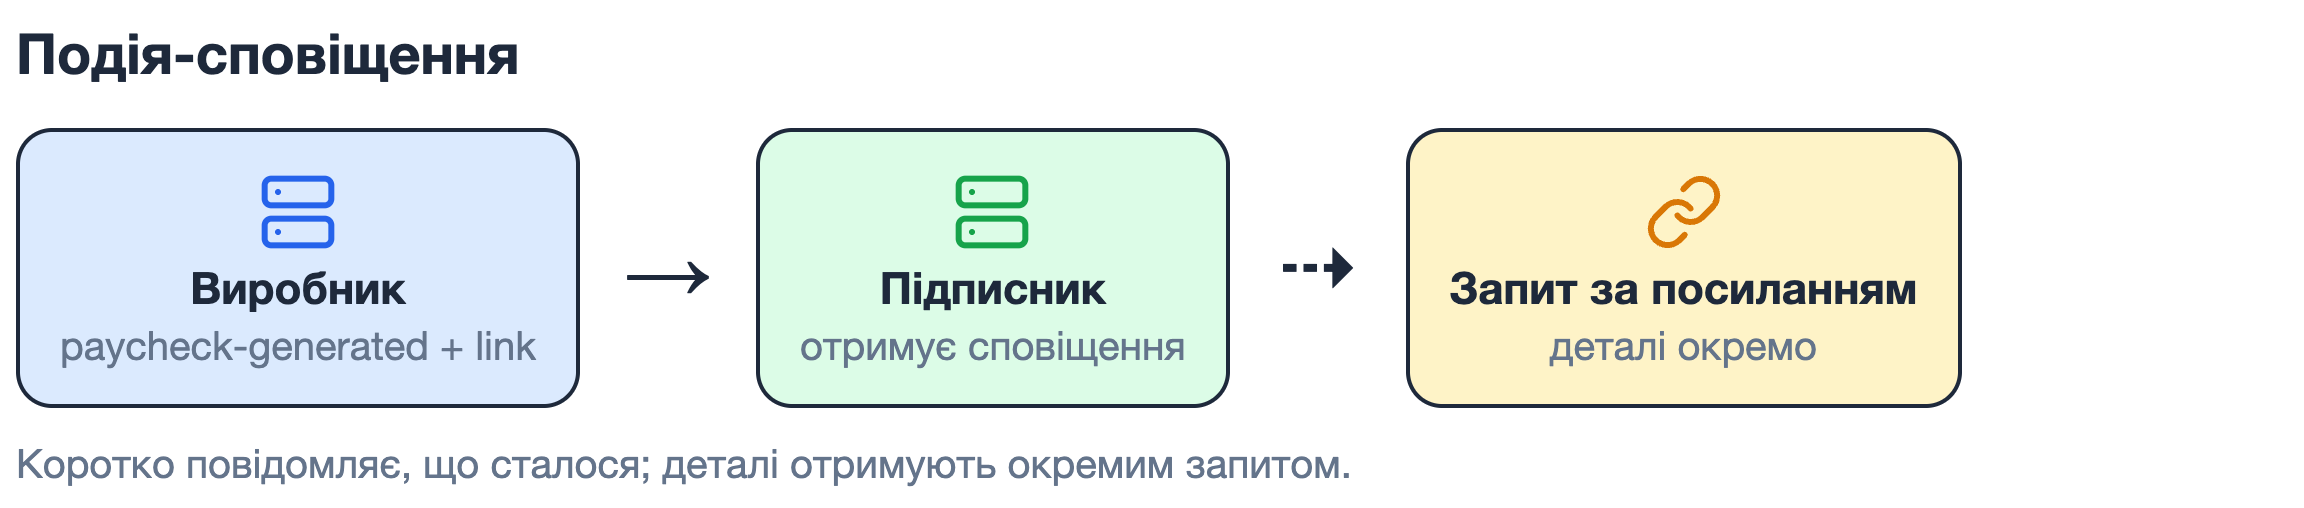 Подія-сповіщення
Виробник
paycheck-generated + link
Підписник
отримує сповіщення
Запит за посиланням
деталі окремо
Коротко повідомляє, що сталося; деталі отримують окремим запитом.